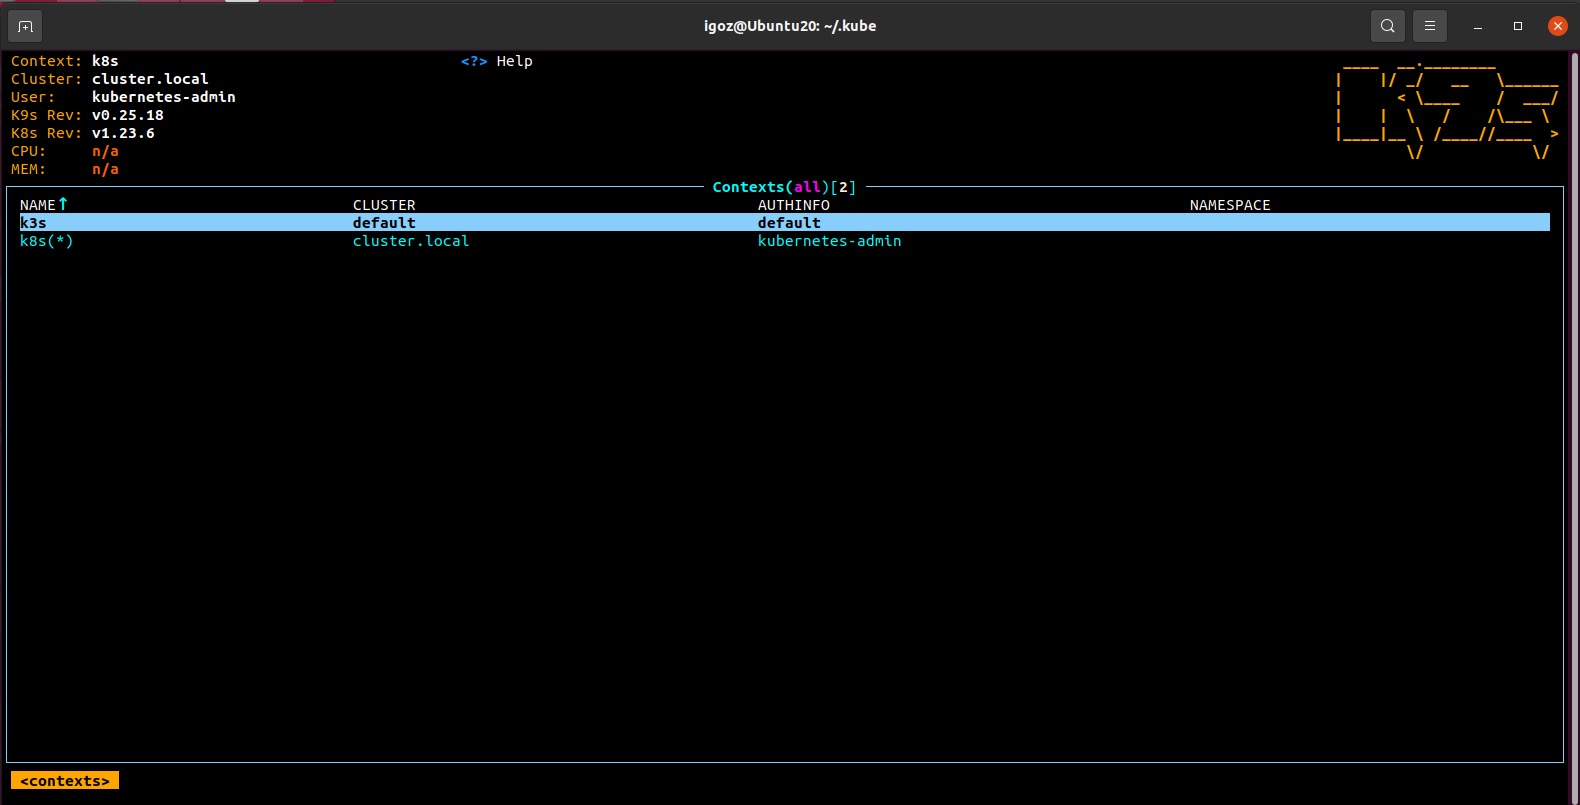 igoz@Ubuntu20: ~/.kube
Context: k8s <?> Help
Cluster: cluster.local
User: kubernetes-admin
K9s Rev: v0.25.18
K8s Rev: v1.23.6
CPU: n/a
MEM: n/a
Contexts(all)[2]
NAME↑ CLUSTER AUTHINFO NAMESPACE
k3s default default
k8s(*) cluster.local kubernetes-admin
<contexts>